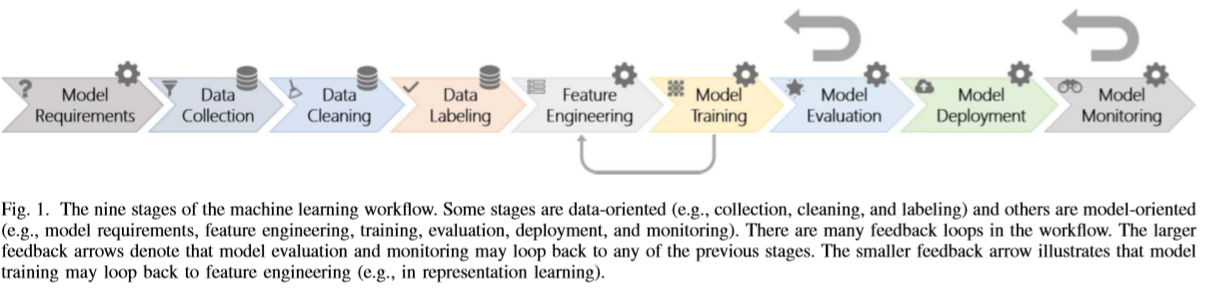 Model
Requirements
Data
Collection
Data
Cleaning
Data
Labeling
Feature
Engineering
Model
Training
Model
Evaluation
Model
Deployment
Model
Monitoring
Fig. 1. The nine stages of the machine learning workflow. Some stages are data-oriented (e.g., collection, cleaning, and labeling) and others are model-oriented
(e.g., model requirements, feature engineering, training, evaluation, deployment, and monitoring). There are many feedback loops in the workflow. The larger
feedback arrows denote that model evaluation and monitoring may loop back to any of the previous stages. The smaller feedback arrow illustrates that model
training may loop back to feature engineering (e.g., in representation learning).